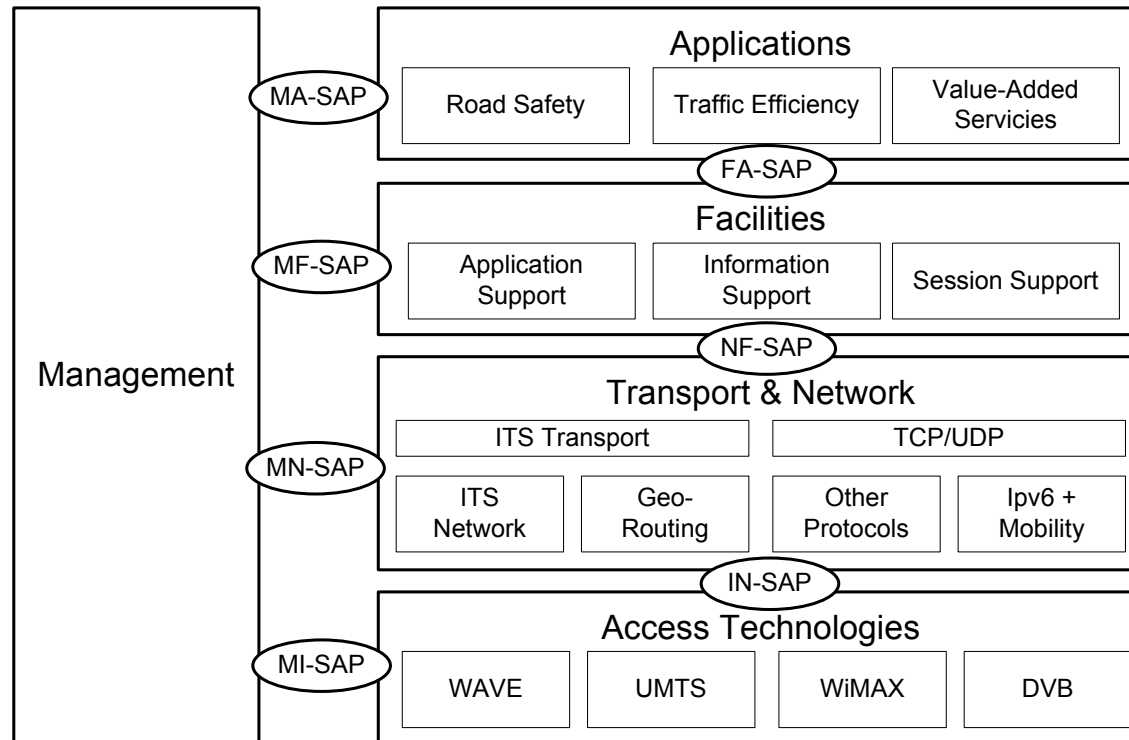 Management
MA-SAP
Applications
Road Safety
Traffic Efficiency
Value-Added
Servicies
FA-SAP
MF-SAP
Facilities
Application
Support
Information
Support
Session Support
NF-SAP
MN-SAP
Transport & Network
ITS Transport
TCP/UDP
ITS
Network
Geo-
Routing
Other
Protocols
Ipv6 +
Mobility
IN-SAP
MI-SAP
Access Technologies
WAVE
UMTS
WiMAX
DVB